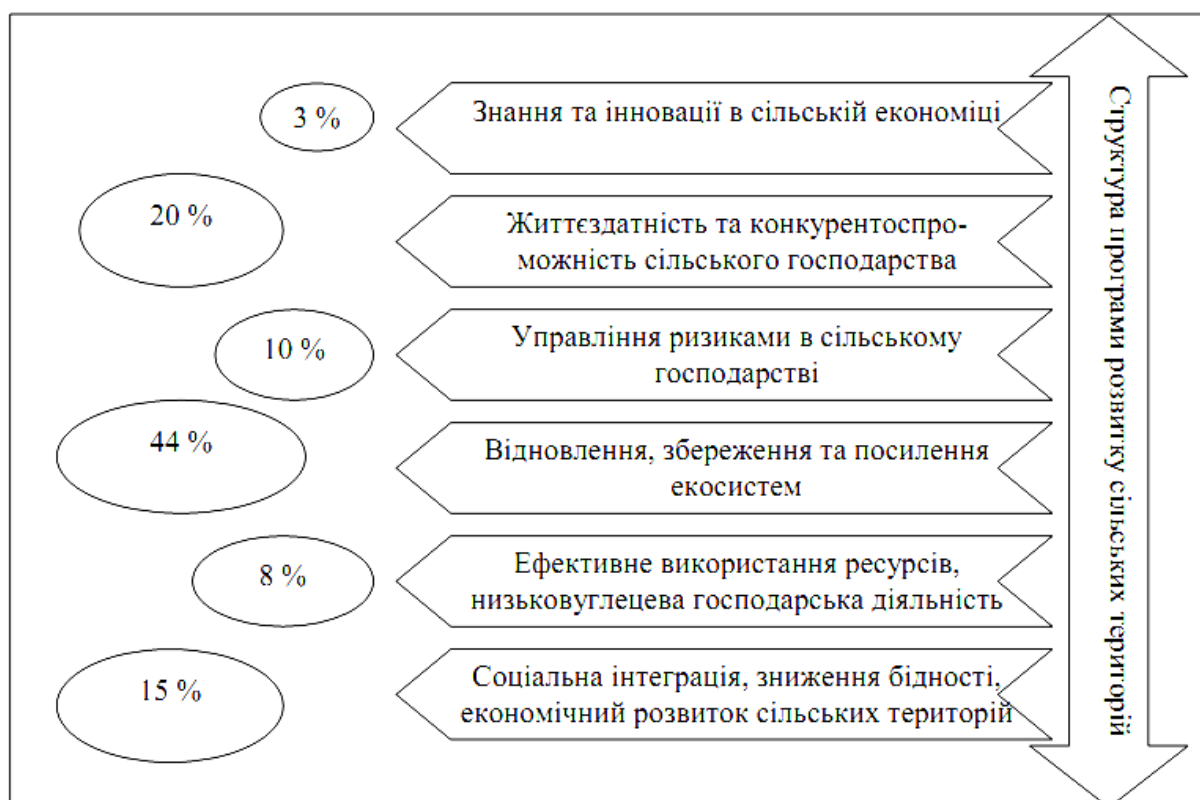 3 %
Знання та інновації в сільській економіці
20 %
Життєздатність та конкурентоспро-
можність сільського господарства
10 %
Управління ризиками в сільському
господарстві
44 %
Відновлення, збереження та посилення
екосистем
8 %
Ефективне використання ресурсів,
низьковуглецева господарська діяльність
15 %
Соціальна інтеграція, зниження бідності,
економічний розвиток сільських територій
Структура програми розвитку сільських територій